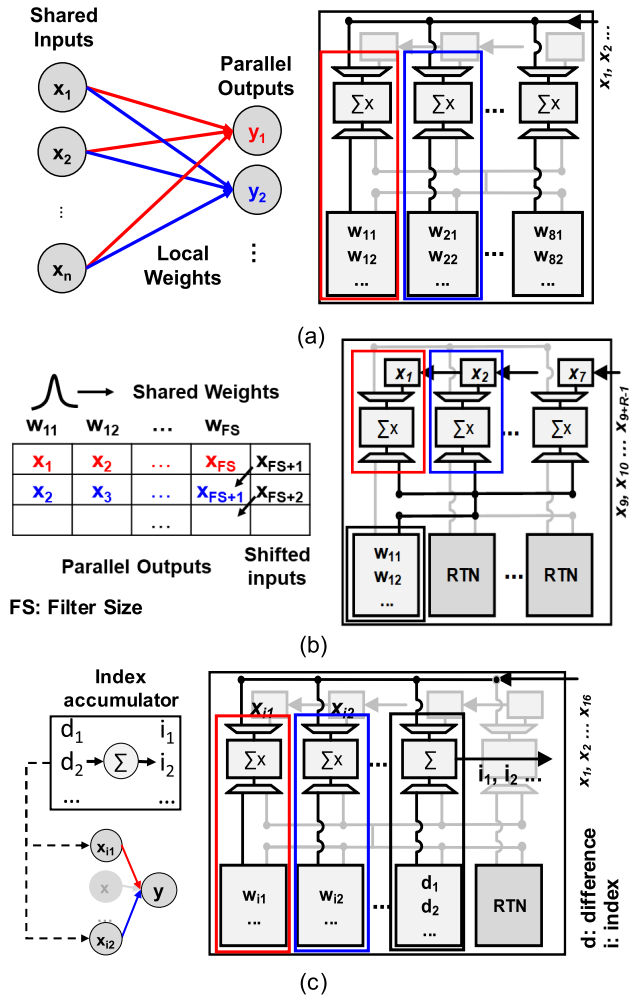 Shared
Inputs
Parallel
Outputs
x1
x2
...
xn
y1
y2
⋮
Local
Weights
x1, x2 ...
∑x
∑x
...
∑x
w11
w12
...
w21
w22
...
...
w81
w82
...
(a)
Shared Weights
w11 w12 ... wFS
x1 x2 ... xFS xFS+1
x2 x3 ... xFS+1 xFS+2
...
Parallel Outputs
Shifted
inputs
FS: Filter Size
x1
x2
x7
∑x
∑x
...
∑x
x9, x10 ... x9+R-1
w11
w12
...
RTN
...
RTN
(b)
Index
accumulator
d1 i1
d2 ∑ i2
... ...
xi1
x
...
xi2
y
xi1
xi2
∑x
∑x
...
∑
i1, i2 ...
x1, x2 ... x16
wi1
...
wi2
...
...
d1
d2
...
RTN
d: difference
i: index
(c)